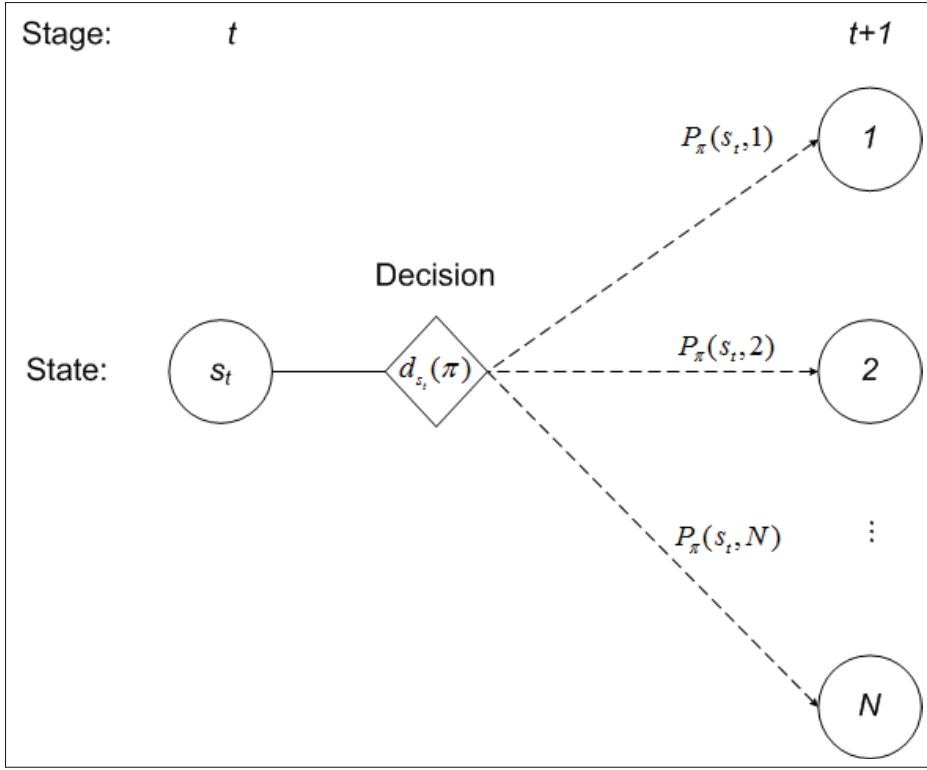 Stage: t t+1
1
P_π(s_t,1)
Decision
State: s_t d_{s_t}(π) P_π(s_t,2) 2
P_π(s_t,N) ⋮
N